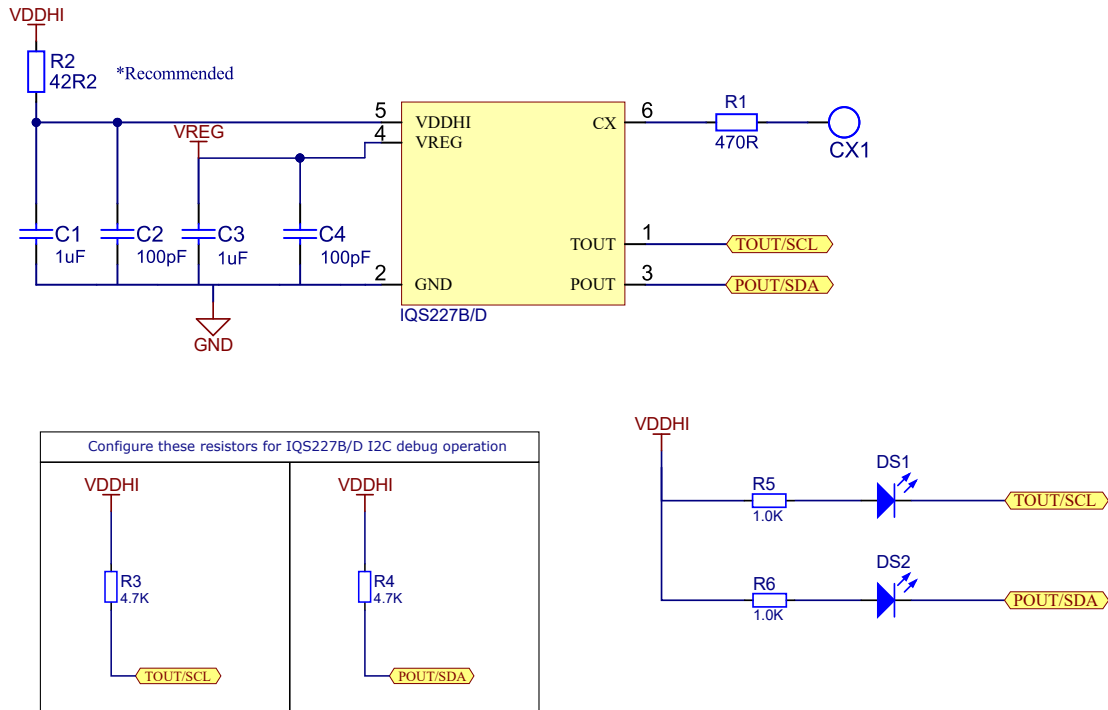 VDDHI
R2
42R2
*Recommended
VREG
C1
1uF
C2
100pF
C3
1uF
C4
100pF
GND
5
4
2
VDDHI
VREG
GND
CX
TOUT
POUT
IQS227B/D
6
1
3
R1
470R
CX1
TOUT/SCL
POUT/SDA
Configure these resistors for IQS227B/D I2C debug operation
VDDHI
R3
4.7K
TOUT/SCL
VDDHI
R4
4.7K
POUT/SDA
VDDHI
R5
1.0K
DS1
TOUT/SCL
R6
1.0K
DS2
POUT/SDA